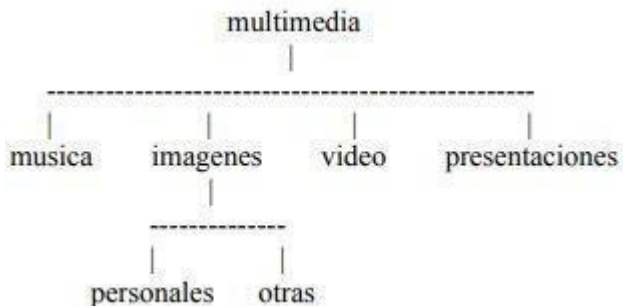 multimedia
musica imagenes video presentaciones
personales otras